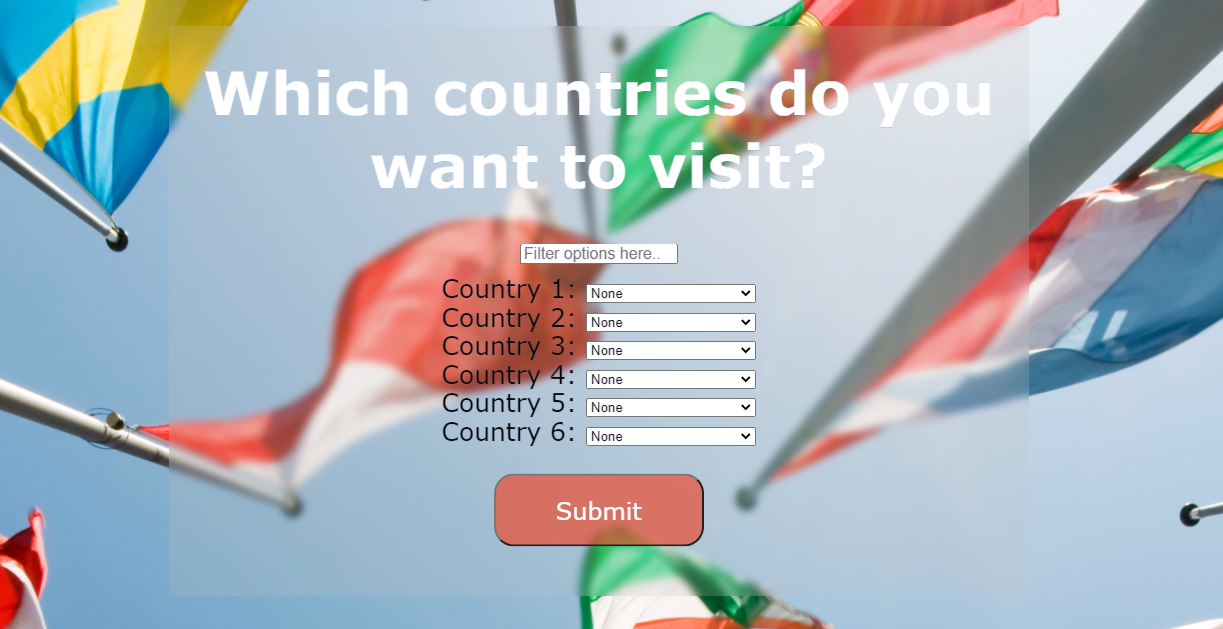 Which countries do you
want to visit?
Filter options here..
Country 1: None
Country 2: None
Country 3: None
Country 4: None
Country 5: None
Country 6: None
Submit